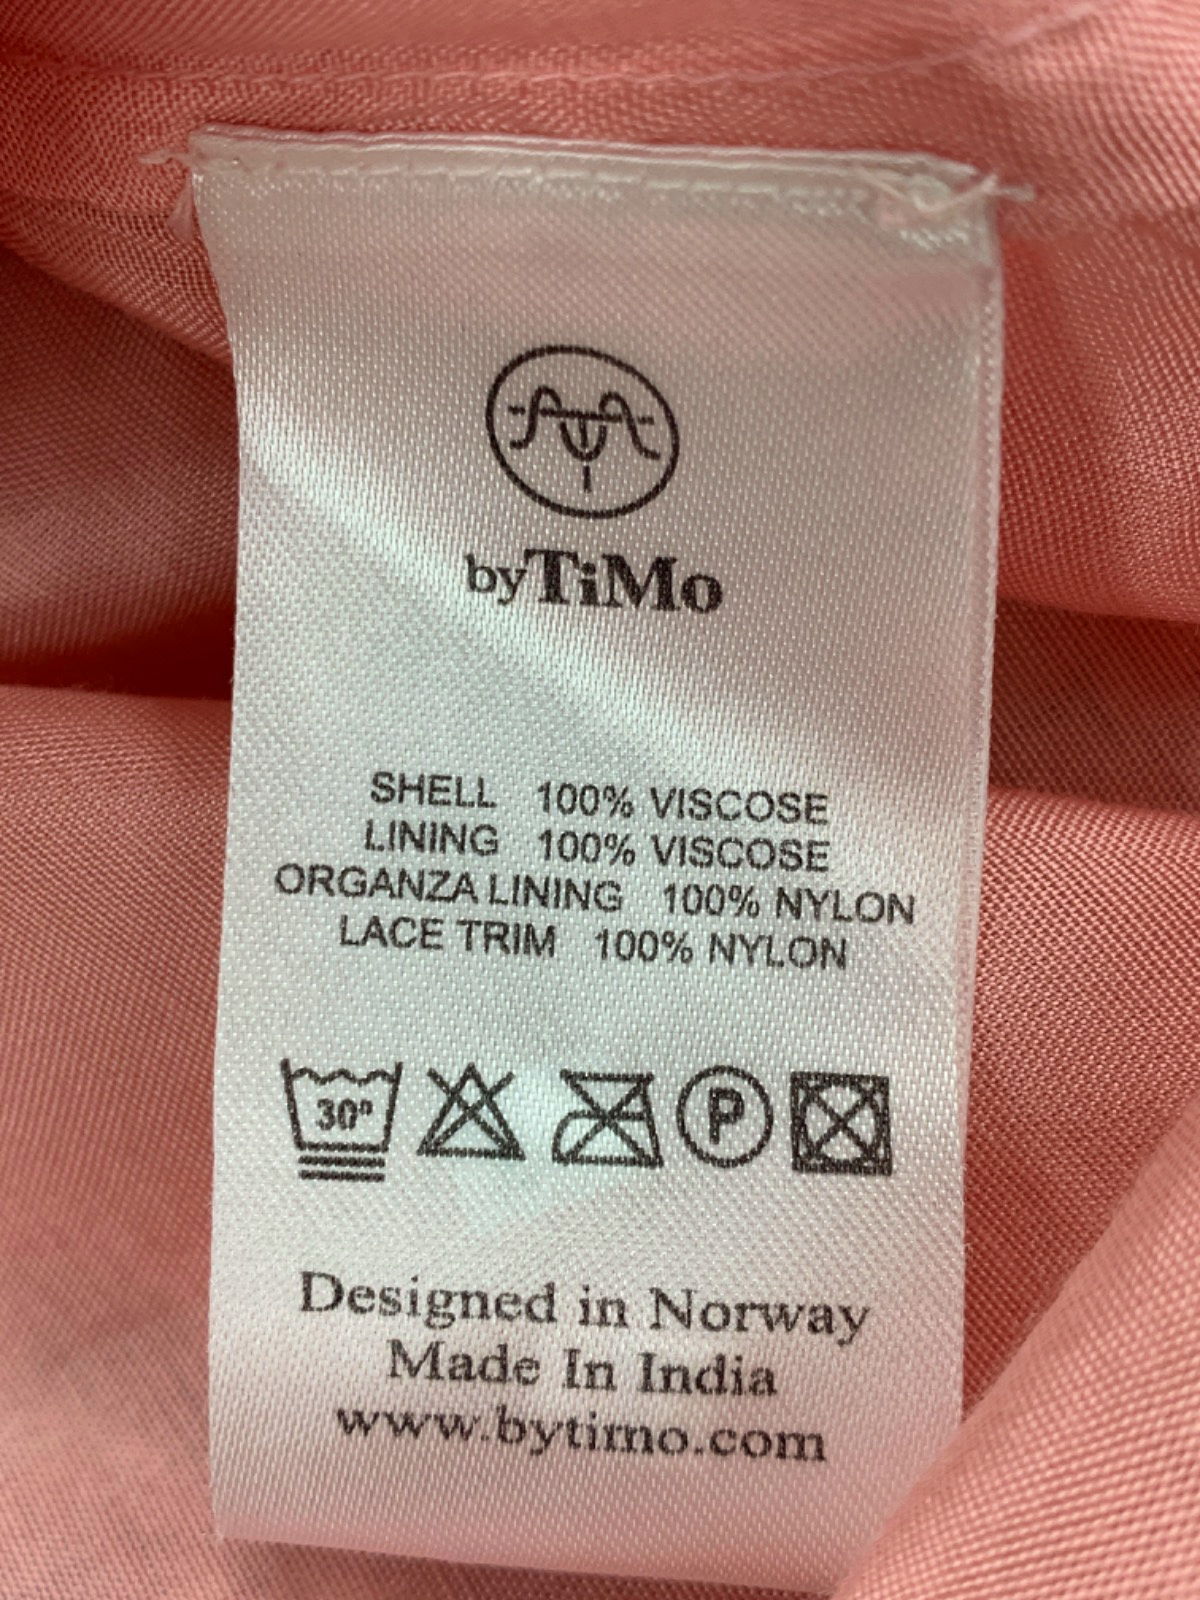 byTiMo
SHELL 100% VISCOSE
LINING 100% VISCOSE
ORGANZA LINING 100% NYLON
LACE TRIM 100% NYLON
30° P
Designed in Norway
Made In India
www.bytimo.com